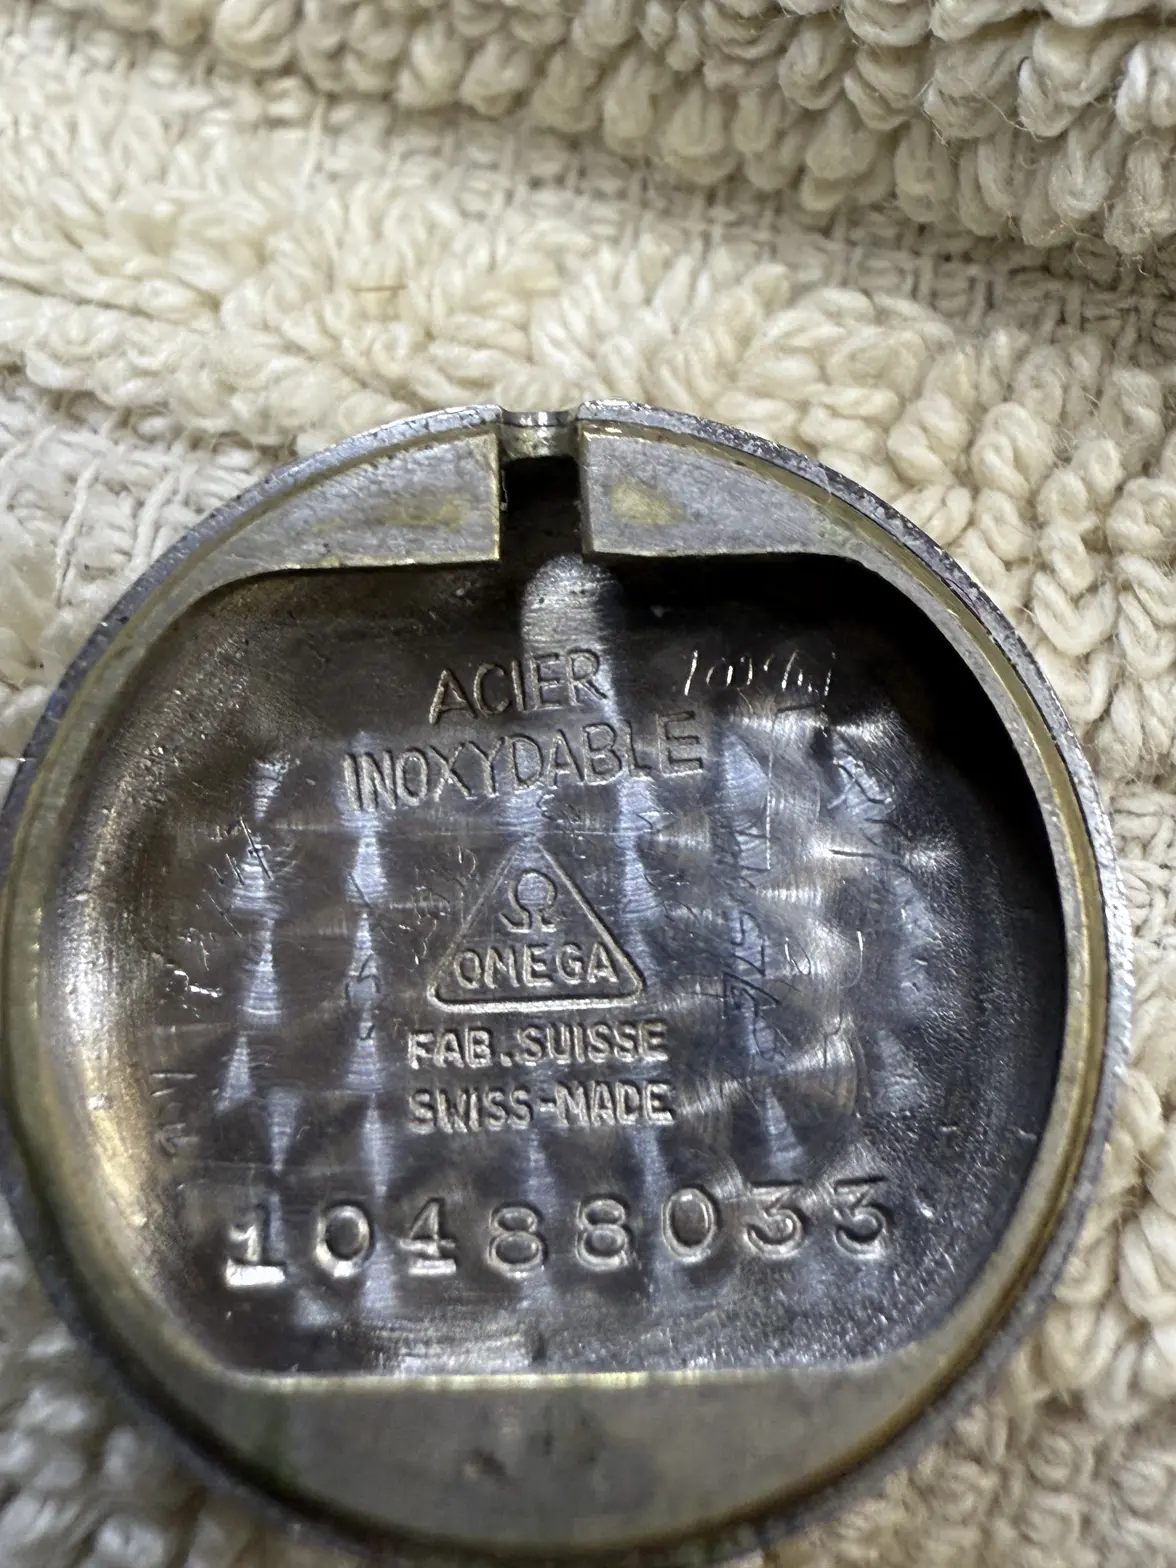 ACIER
INOXYDABLE
Ω
OMEGA
FAB.SUISSE
SWISS-MADE
10488033